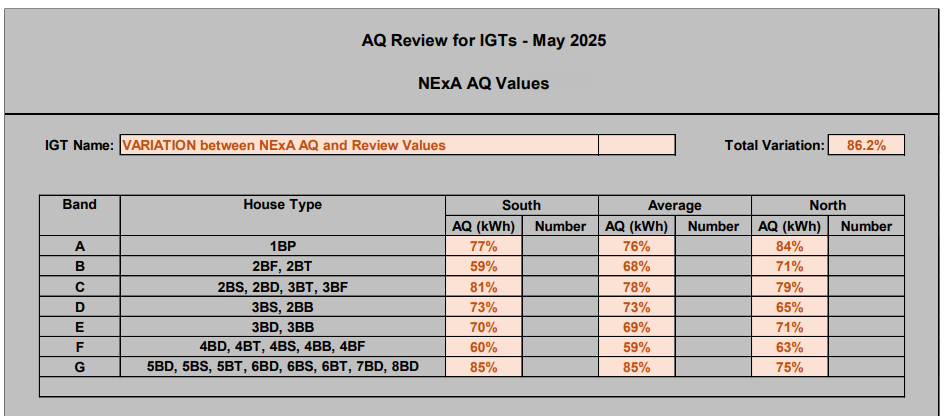 AQ Review for IGTs - May 2025
NExA AQ Values
IGT Name: VARIATION between NExA AQ and Review Values Total Variation: 86.2%
Band House Type South Average North
AQ (kWh) Number AQ (kWh) Number AQ (kWh) Number
A 1BP 77% 76% 84%
B 2BF, 2BT 59% 68% 71%
C 2BS, 2BD, 3BT, 3BF 81% 78% 79%
D 3BS, 2BB 73% 73% 65%
E 3BD, 3BB 70% 69% 71%
F 4BD, 4BT, 4BS, 4BB, 4BF 60% 59% 63%
G 5BD, 5BS, 5BT, 6BD, 6BS, 6BT, 7BD, 8BD 85% 85% 75%